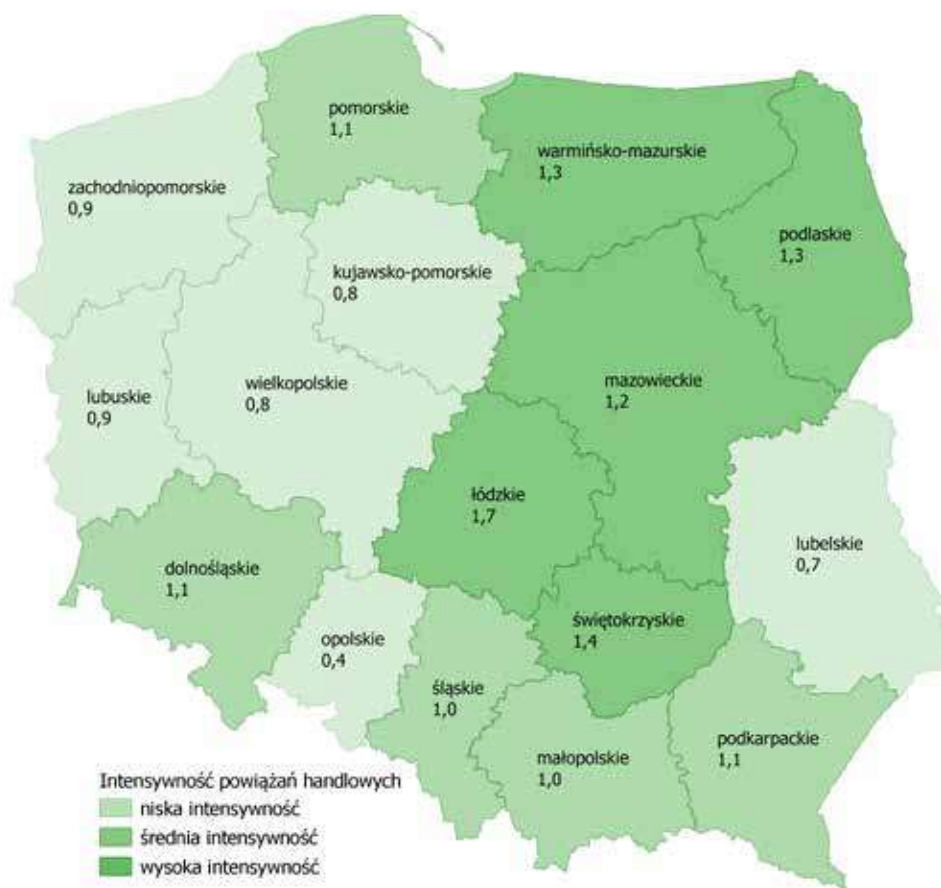 pomorskie
1,1
warmińsko-mazurskie
1,3
zachodniopomorskie
0,9
podlaskie
1,3
kujawsko-pomorskie
0,8
wielkopolskie
0,8
mazowieckie
1,2
lubuskie
0,9
łódzkie
1,7
lubelskie
0,7
dolnośląskie
1,1
świętokrzyskie
1,4
opolskie
0,4
śląskie
1,0
małopolskie
1,0
podkarpackie
1,1
Intensywność powiązań handlowych
niska intensywność
średnia intensywność
wysoka intensywność